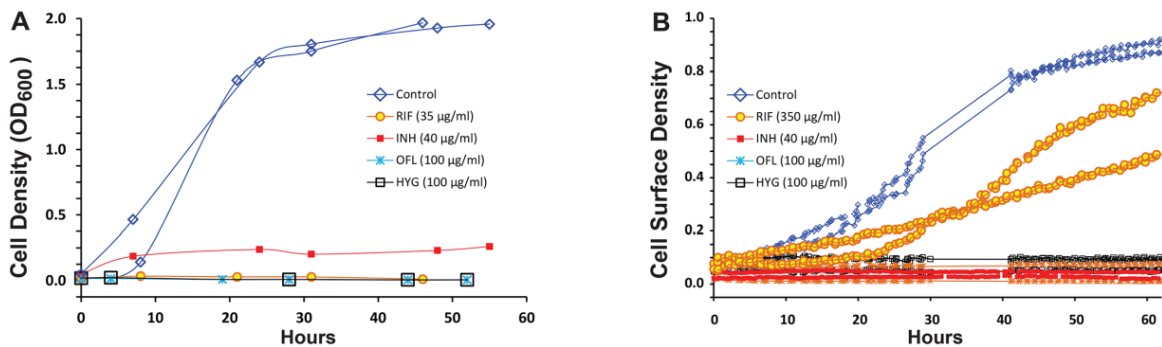 A
Cell Density (OD600)
2.0
1.5
1.0
0.5
0.0
Control
RIF (35 µg/ml)
INH (40 µg/ml)
OFL (100 µg/ml)
HYG (100 µg/ml)
0 10 20 30 40 50 60
Hours
B
Cell Surface Density
1.0
0.8
0.6
0.4
0.2
0.0
Control
RIF (350 µg/ml)
INH (40 µg/ml)
OFL (100 µg/ml)
HYG (100 µg/ml)
0 10 20 30 40 50 60
Hours